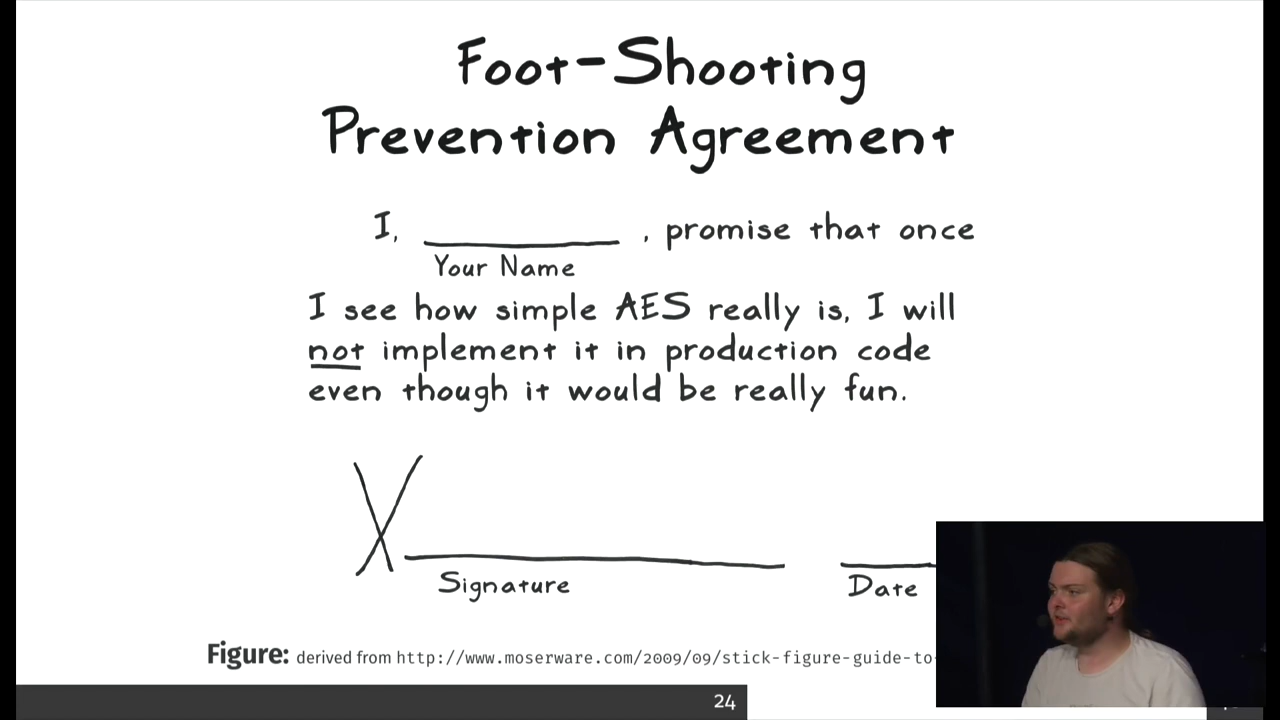 Foot-Shooting
Prevention Agreement
I, , promise that once
Your Name
I see how simple AES really is, I will
not implement it in production code
even though it would be really fun.
X
Signature
Date
Figure: derived from http://www.moserware.com/2009/09/stick-figure-guide-to-
24